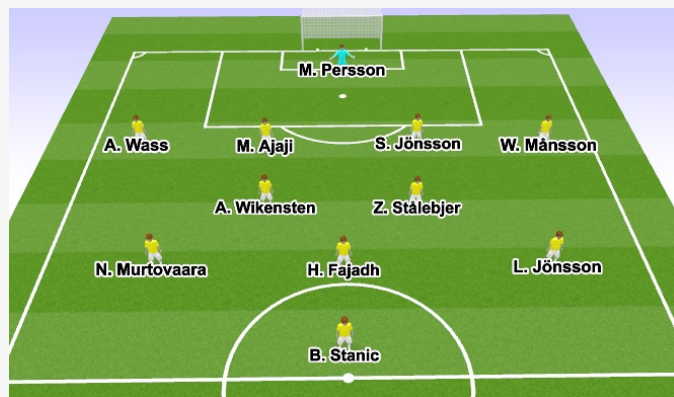 M. Persson
A. Wass
M. Ajaji
S. Jönsson
W. Månsson
A. Wikensten
Z. Stålebjer
N. Murtovaara
H. Fajadh
L. Jönsson
B. Stanic